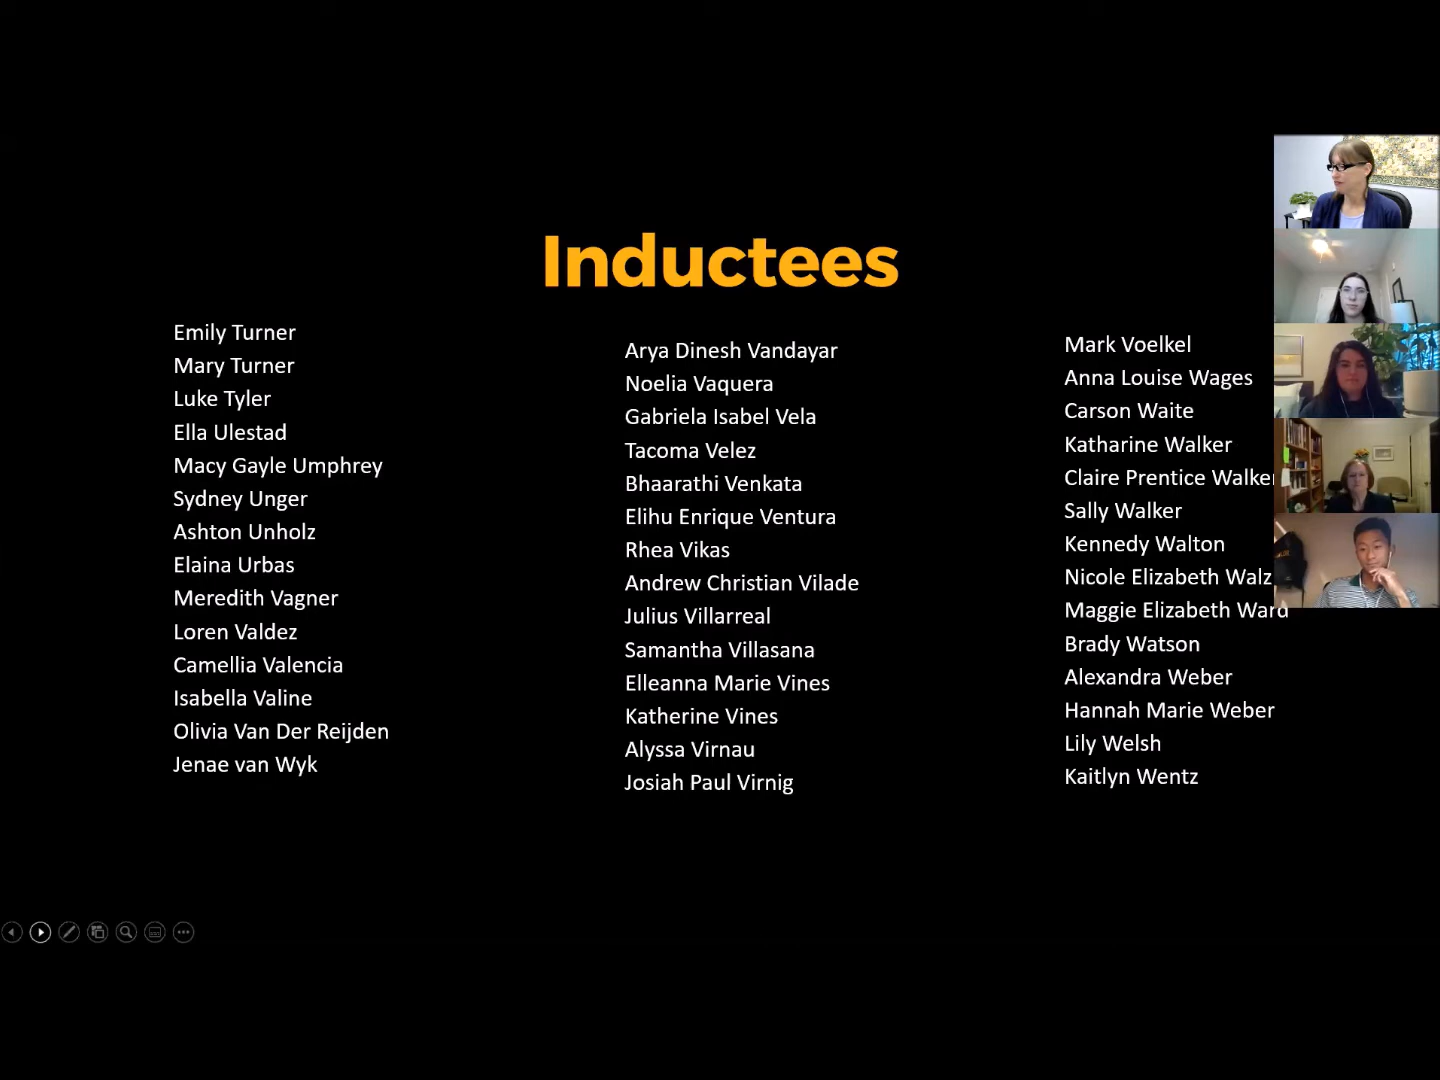 Inductees
Emily Turner
Mary Turner
Luke Tyler
Ella Ulestad
Macy Gayle Umphrey
Sydney Unger
Ashton Unholz
Elaina Urbas
Meredith Vagner
Loren Valdez
Camellia Valencia
Isabella Valine
Olivia Van Der Reijden
Jenae van Wyk
Arya Dinesh Vandayar
Noelia Vaquera
Gabriela Isabel Vela
Tacoma Velez
Bhaarathi Venkata
Elihu Enrique Ventura
Rhea Vikas
Andrew Christian Vilade
Julius Villarreal
Samantha Villasana
Elleanna Marie Vines
Katherine Vines
Alyssa Virnau
Josiah Paul Virnig
Mark Voelkel
Anna Louise Wages
Carson Waite
Katharine Walker
Claire Prentice Walker
Sally Walker
Kennedy Walton
Nicole Elizabeth Walz
Maggie Elizabeth Ward
Brady Watson
Alexandra Weber
Hannah Marie Weber
Lily Welsh
Kaitlyn Wentz